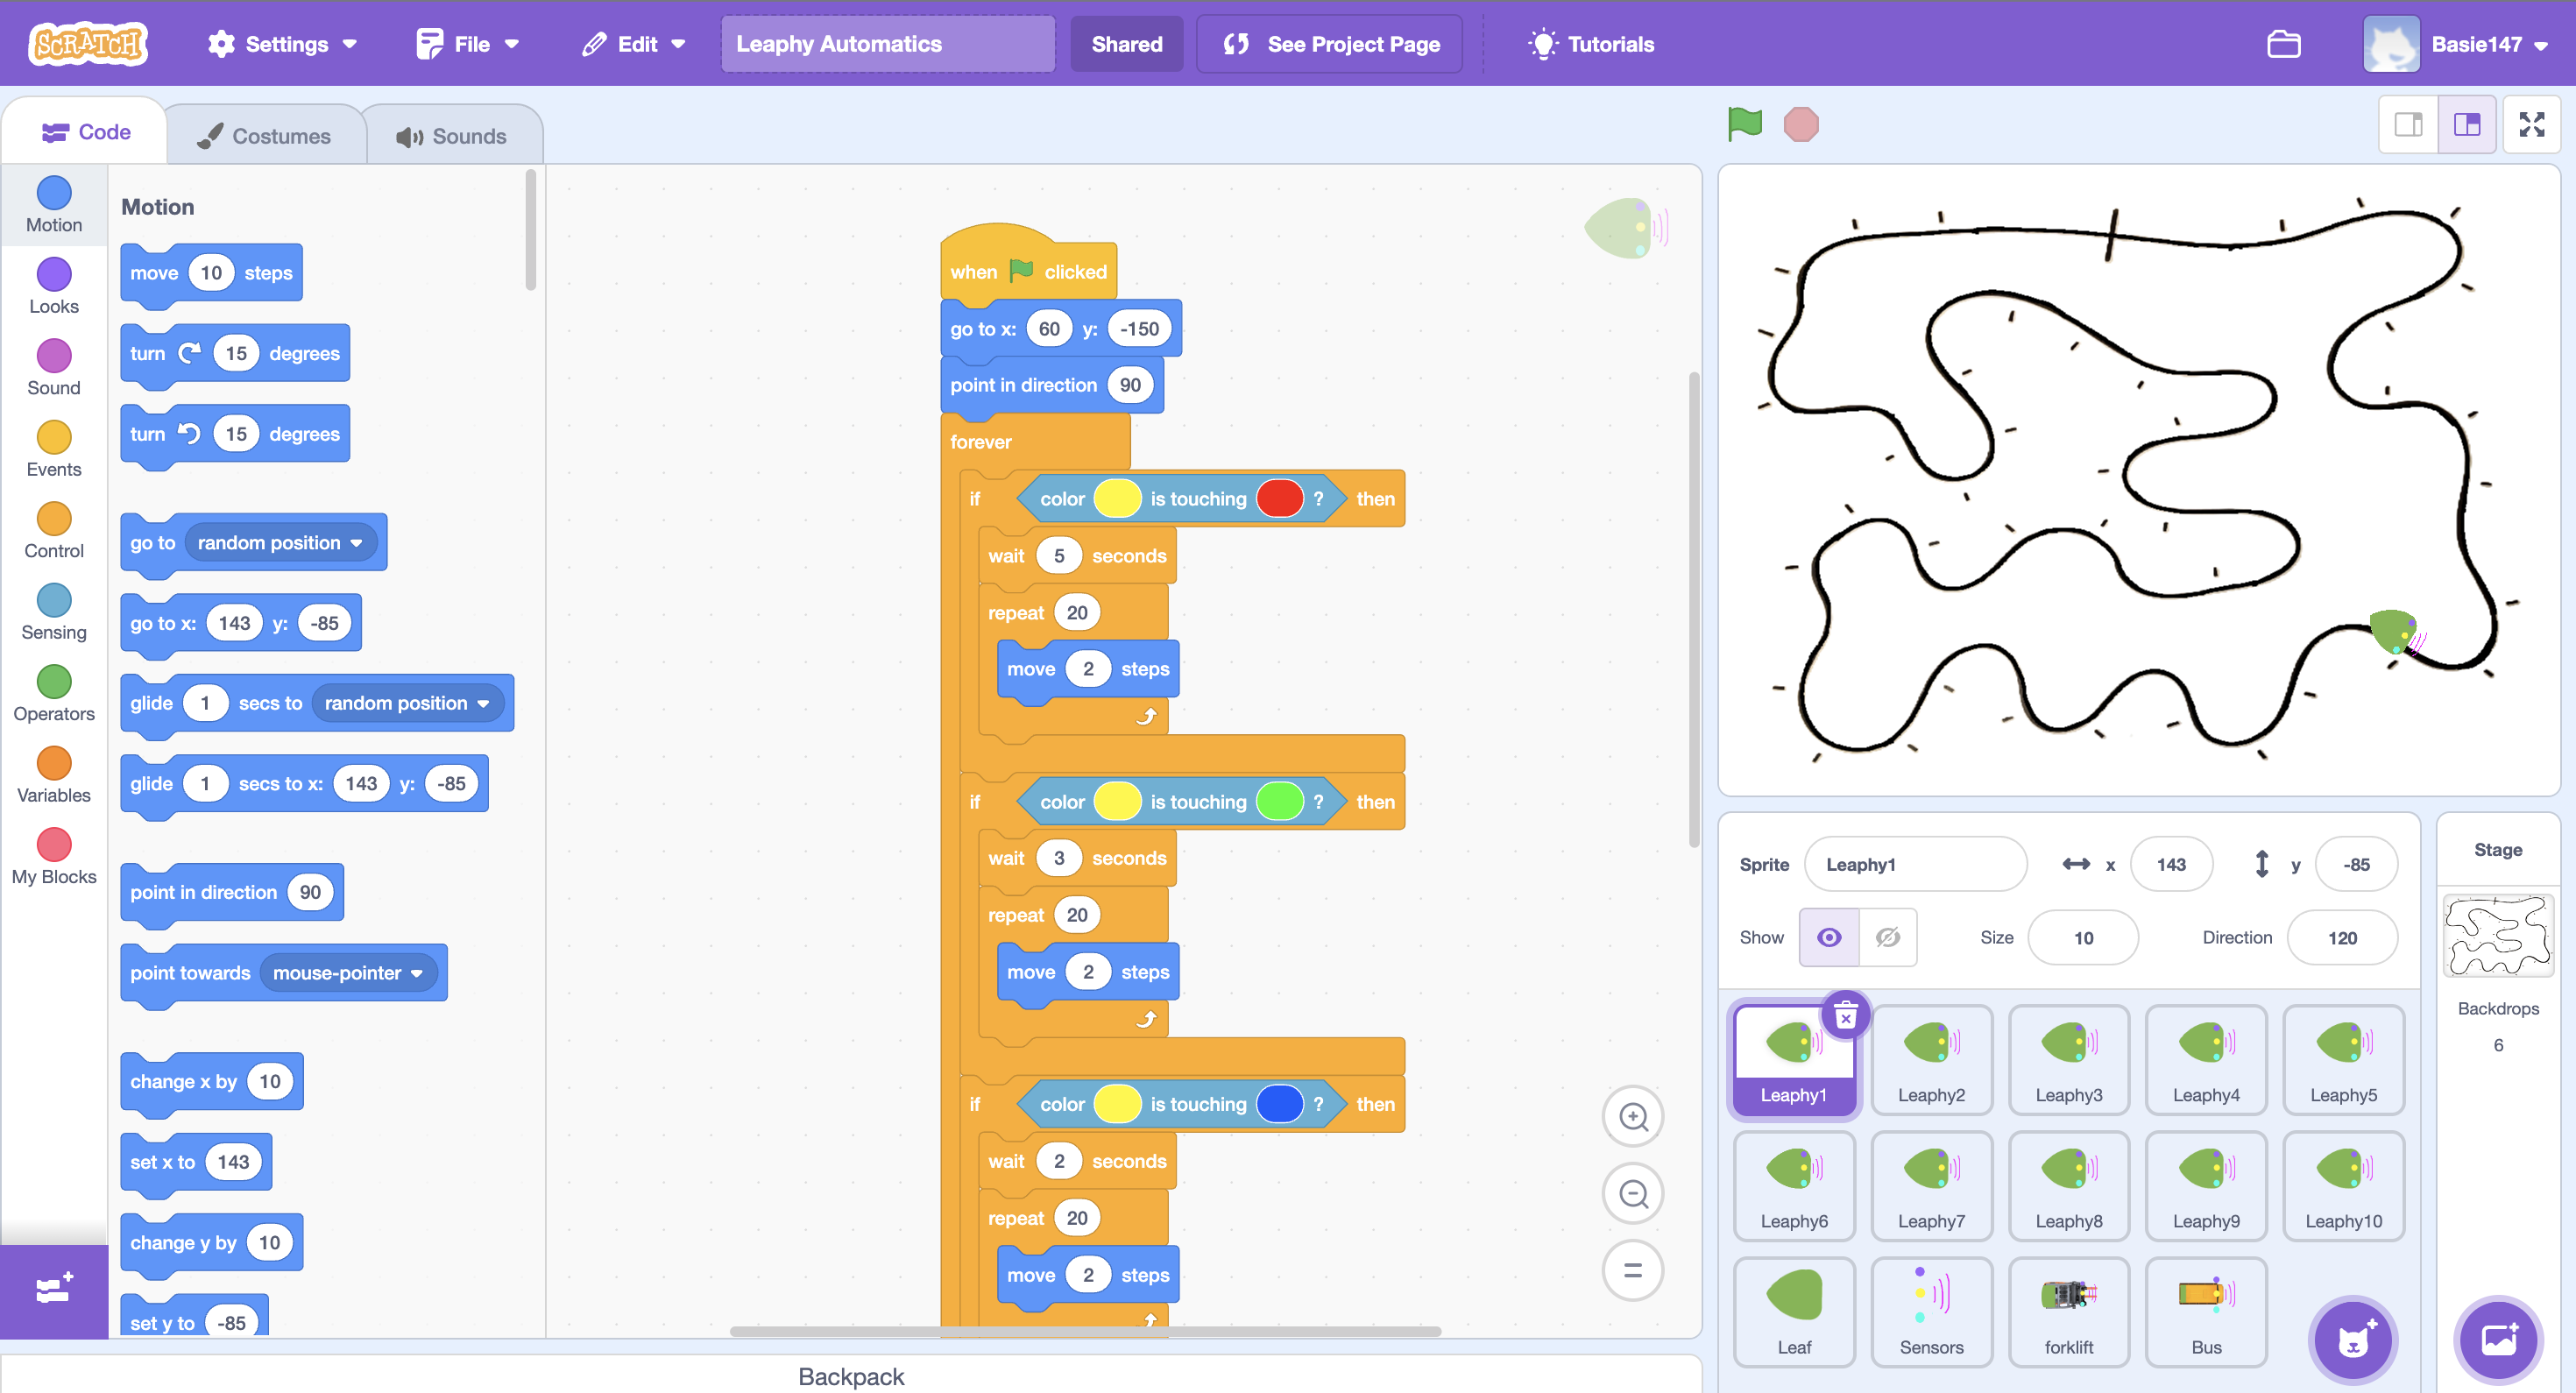 SCRATCH
Settings
File
Edit
Leaphy Automatics
Shared
See Project Page
Tutorials
Basie147
Code
Costumes
Sounds
Motion
Looks
Sound
Events
Control
Sensing
Operators
Variables
My Blocks
Motion
move 10 steps
turn 15 degrees
turn 15 degrees
go to random position
go to x: 143 y: -85
glide 1 secs to random position
glide 1 secs to x: 143 y: -85
point in direction 90
point towards mouse-pointer
change x by 10
set x to 143
change y by 10
set y to -85
when clicked
go to x: 60 y: -150
point in direction 90
forever
if color is touching ? then
wait 5 seconds
repeat 20
move 2 steps
if color is touching ? then
wait 3 seconds
repeat 20
move 2 steps
if color is touching ? then
wait 2 seconds
repeat 20
move 2 steps
Backpack
Sprite Leaphy1 x 143 y -85
Show Size 10 Direction 120
Leaphy1 Leaphy2 Leaphy3 Leaphy4 Leaphy5
Leaphy6 Leaphy7 Leaphy8 Leaphy9 Leaphy10
Leaf Sensors forklift Bus
Stage
Backdrops
6